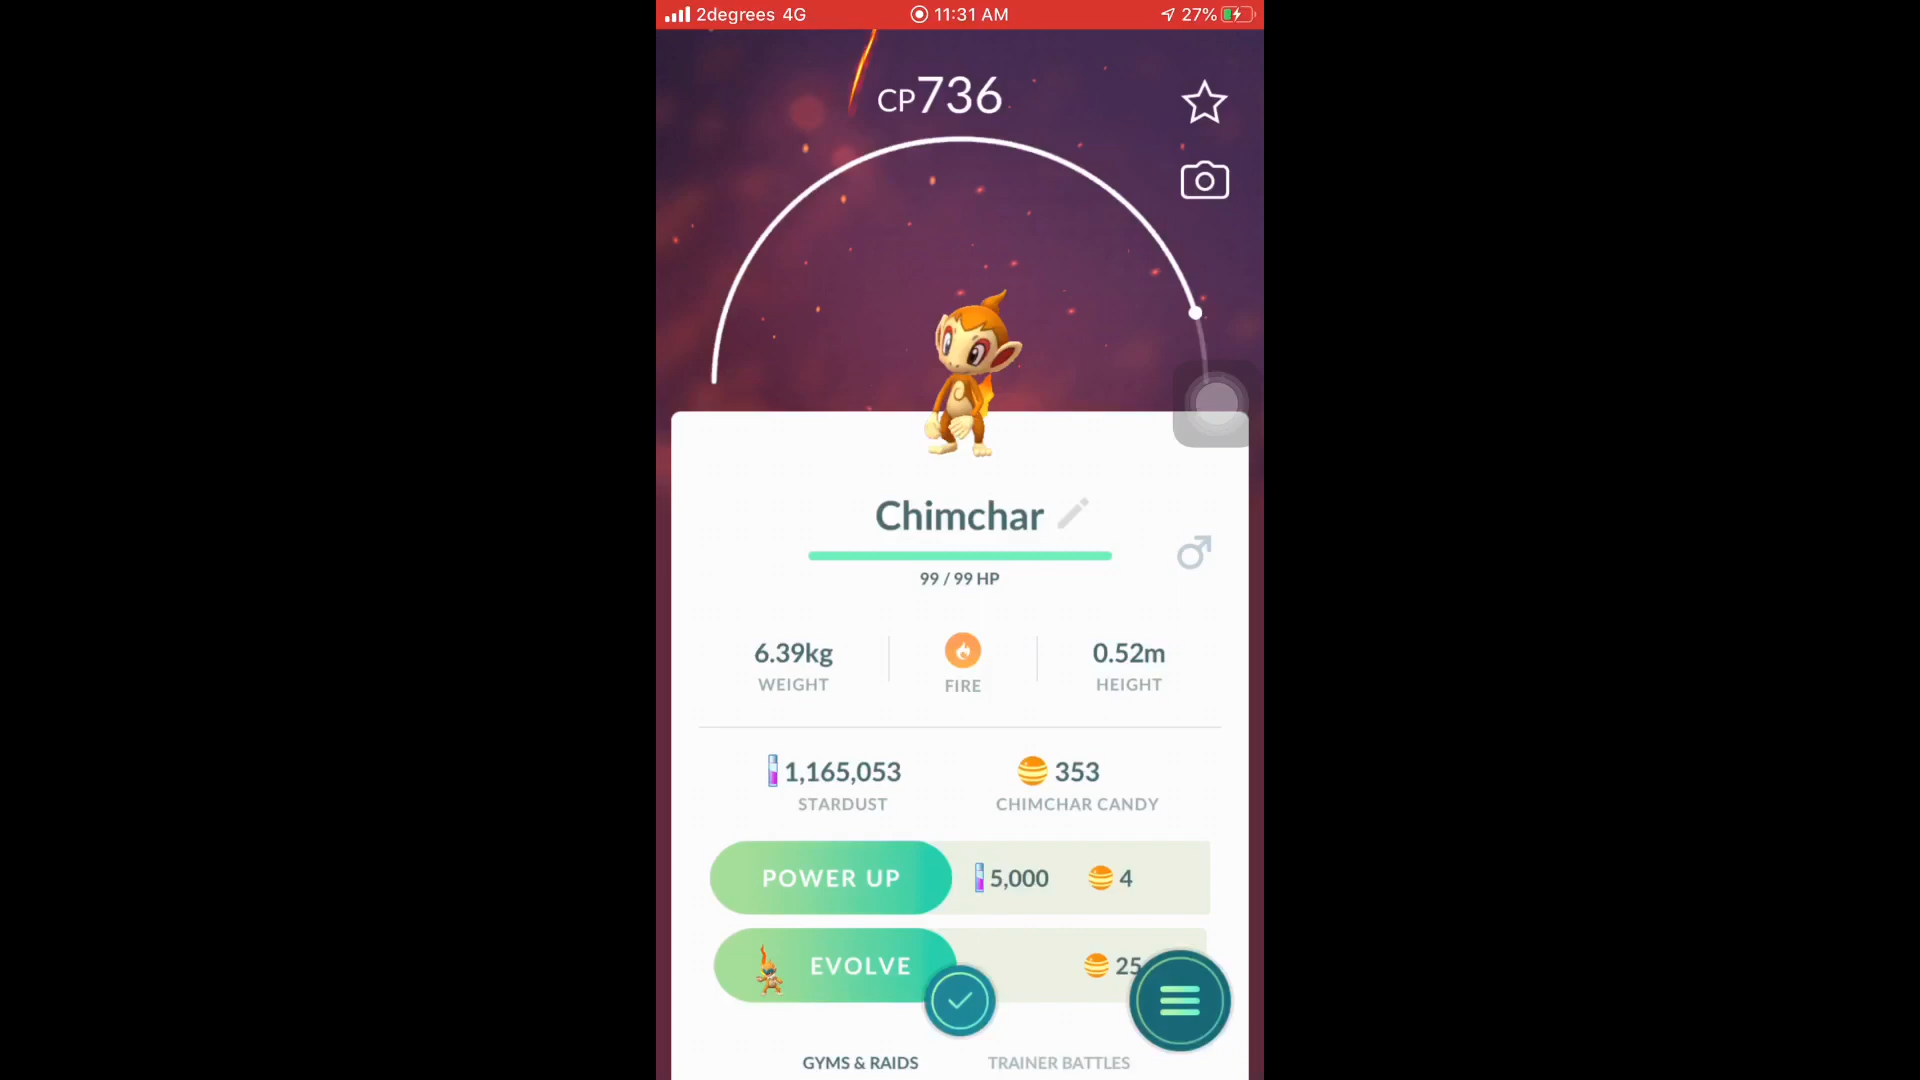 2degrees 4G 11:31 AM 27%
CP736
Chimchar
99 / 99 HP
6.39kg 0.52m
WEIGHT FIRE HEIGHT
1,165,053 353
STARDUST CHIMCHAR CANDY
POWER UP 5,000 4
EVOLVE 25
GYMS & RAIDS TRAINER BATTLES